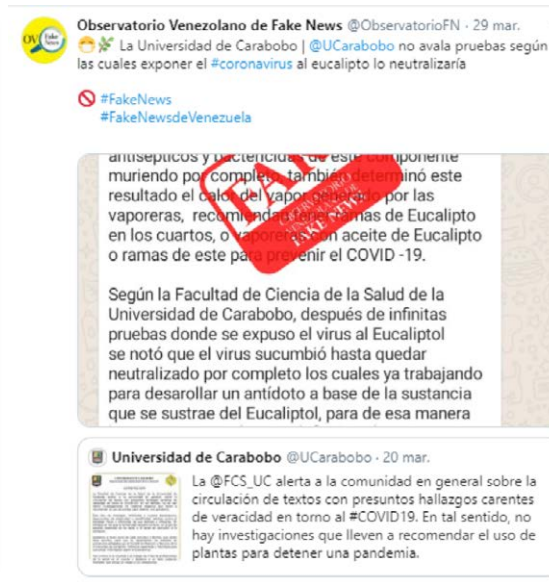 Observatorio Venezolano de Fake News @ObservatorioFN · 29 mar.
La Universidad de Carabobo | @UCarabobo no avala pruebas según
las cuales exponer el #coronavirus al eucalipto lo neutralizaría
#FakeNews
#FakeNewsdeVenezuela
antisépticos y bactericidas de este componente
muriendo por completo, también determinó este
resultado el calor del vapor generado por las
vaporeras, recomiendan tener ramas de Eucalipto
en los cuartos, o vaporeras con aceite de Eucalipto
o ramas de este para prevenir el COVID -19.
Según la Facultad de Ciencia de la Salud de la
Universidad de Carabobo, después de infinitas
pruebas donde se expuso el virus al Eucaliptol
se notó que el virus sucumbió hasta quedar
neutralizado por completo los cuales ya trabajando
para desarollar un antídoto a base de la sustancia
que se sustrae del Eucaliptol, para de esa manera
Universidad de Carabobo @UCarabobo · 20 mar.
La @FCS_UC alerta a la comunidad en general sobre la
circulación de textos con presuntos hallazgos carentes
de veracidad en torno al #COVID19. En tal sentido, no
hay investigaciones que lleven a recomendar el uso de
plantas para detener una pandemia.